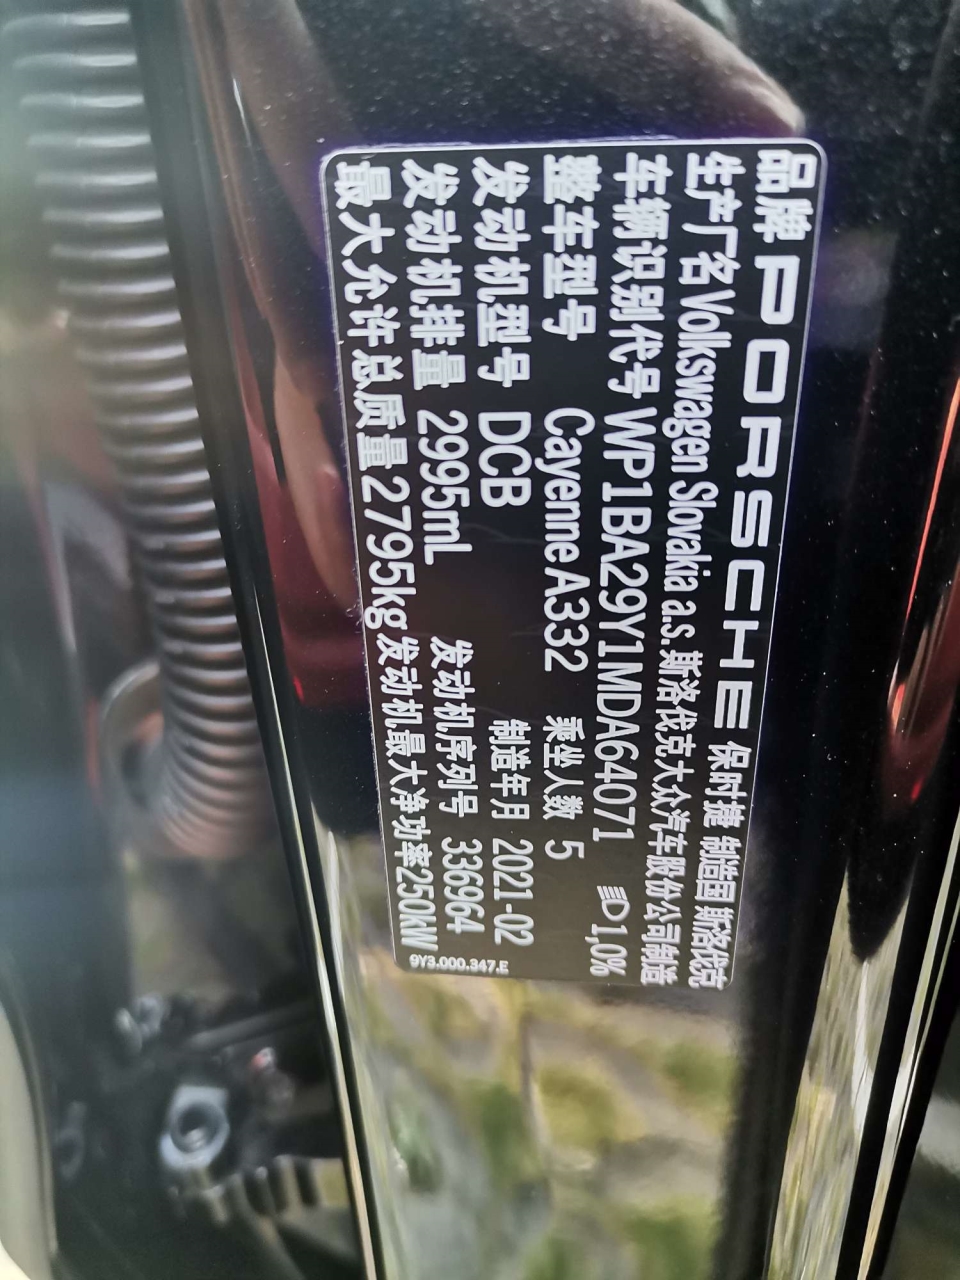 品牌 PORSCHE 保时捷 制造国 斯洛伐克
生产厂名 Volkswagen Slovakia a.s. 斯洛伐克大众汽车股份公司制造
车辆识别代号 WP1BA29Y1MDA64071 1,0%
整车型号 Cayenne A332 乘坐人数 5
发动机型号 DCB 制造年月 2021-02
发动机排量 2995mL 发动机序列号 336964
最大允许总质量 2795kg 发动机最大净功率 250KW
9Y3.000.347.E